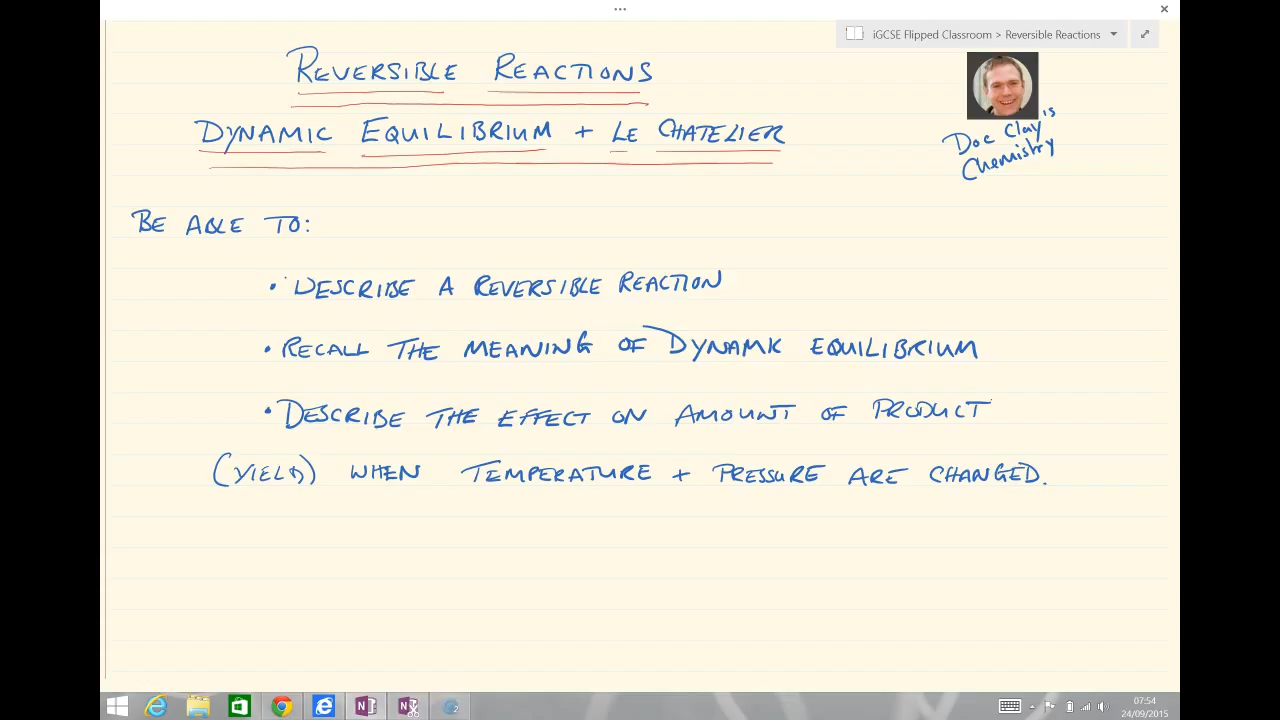 iGCSE Flipped Classroom > Reversible Reactions
REVERSIBLE REACTIONS
DYNAMIC EQUILIBRIUM + LE CHATELIER
Doc Clay's
Chemistry
BE ABLE TO:
• DESCRIBE A REVERSIBLE REACTION
• RECALL THE MEANING OF DYNAMIC EQUILIBRIUM
• DESCRIBE THE EFFECT ON AMOUNT OF PRODUCT
(YIELD) WHEN TEMPERATURE + PRESSURE ARE CHANGED.
07:54
24/09/2015